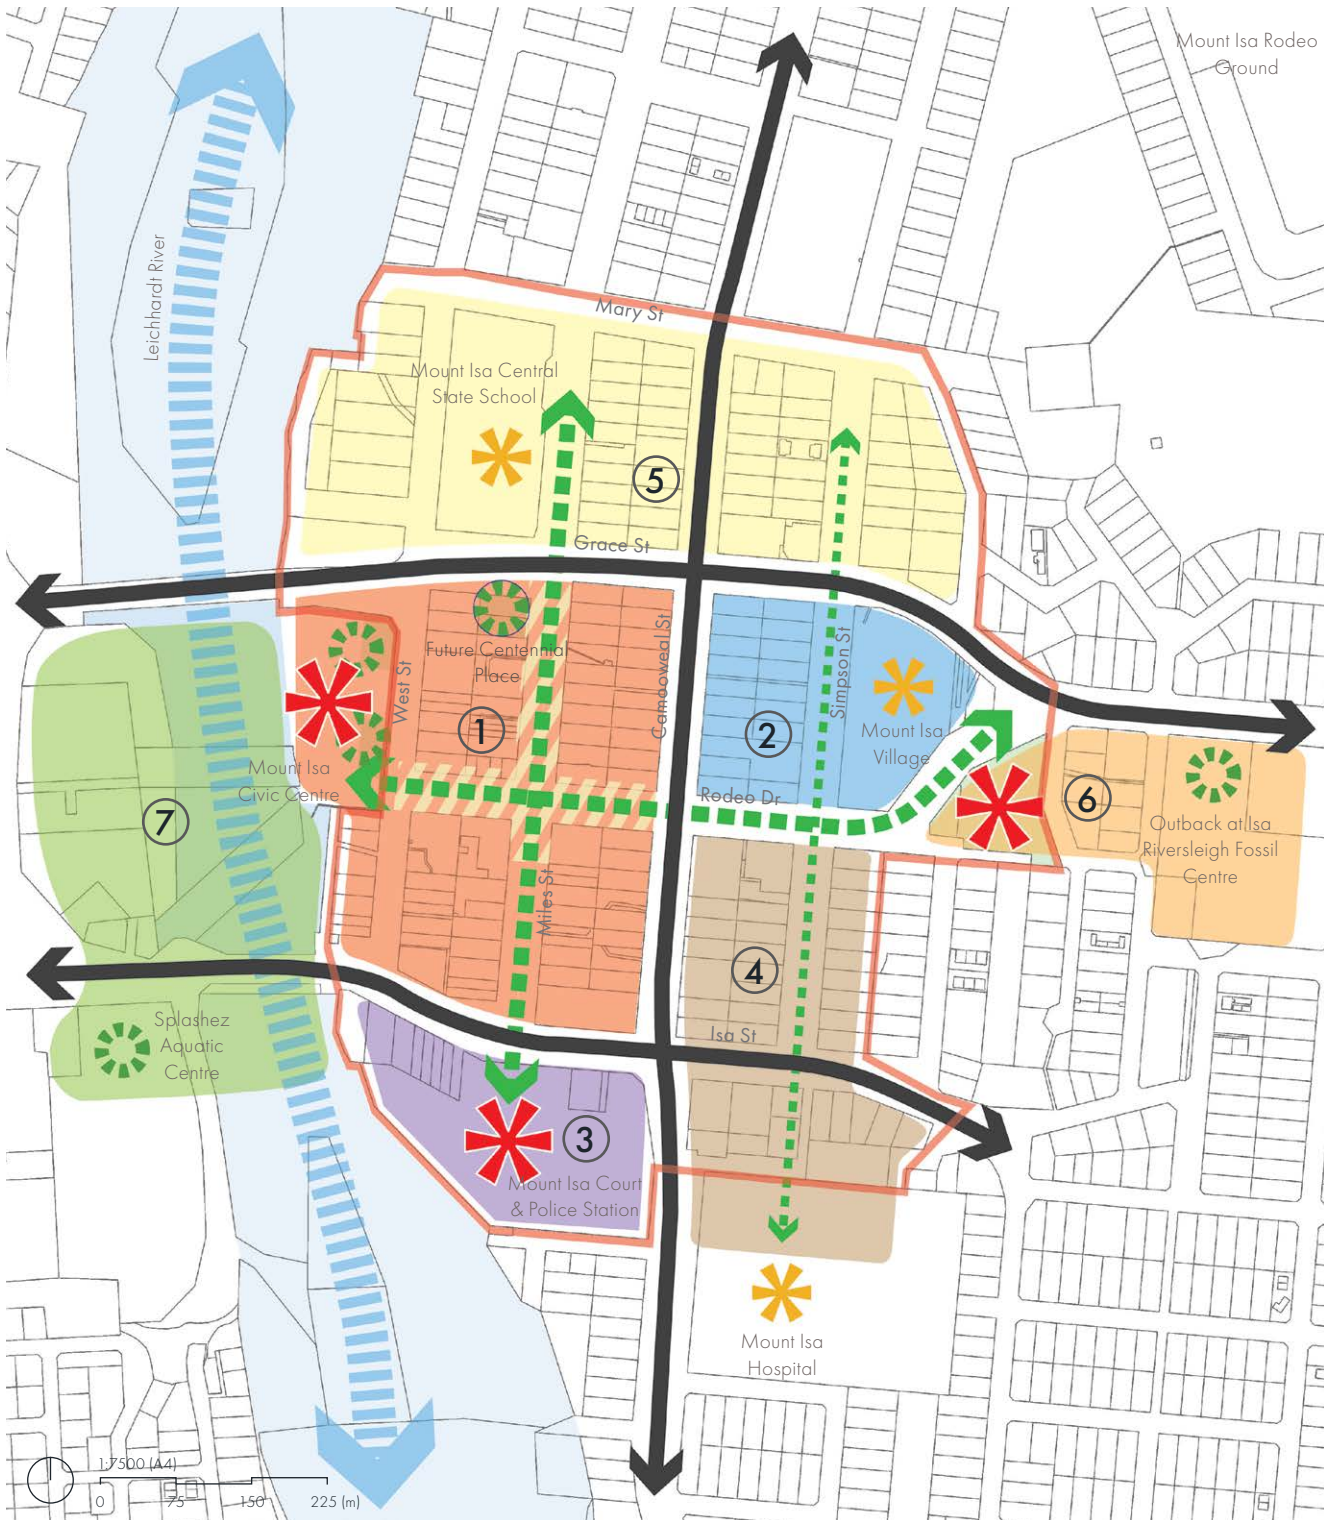 Mount Isa Rodeo
Ground
Leichhardt River
Mary St
Mount Isa Central
State School
5
Grace St
Future Centennial
Place
West St
Camooweal St
Simpson St
1
2
Mount Isa
Village
Mount Isa
Civic Centre
Rodeo Dr
6
7
Outback at Isa
Riversleigh Fossil
Centre
Miles St
4
Isa St
Splashez
Aquatic
Centre
3
Mount Isa Court
& Police Station
Mount Isa
Hospital
1:7500 (A4)
0 75 150 225 (m)